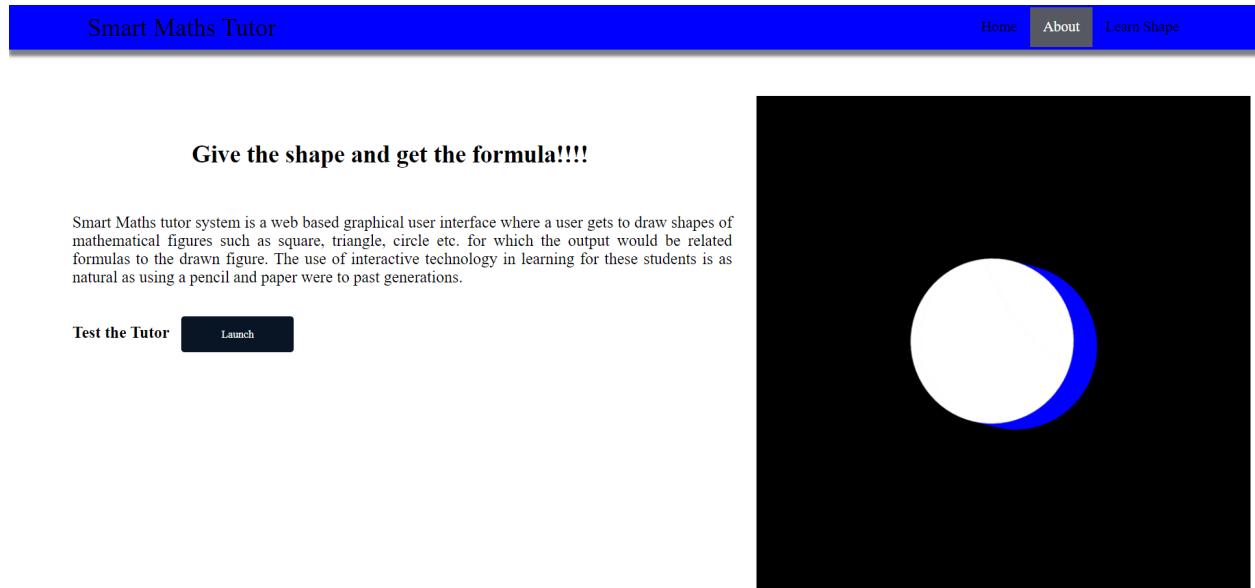 Smart Maths Tutor
Home About Learn Shape
Give the shape and get the formula!!!!
Smart Maths tutor system is a web based graphical user interface where a user gets to draw shapes of
mathematical figures such as square, triangle, circle etc. for which the output would be related
formulas to the drawn figure. The use of interactive technology in learning for these students is as
natural as using a pencil and paper were to past generations.
Test the Tutor Launch